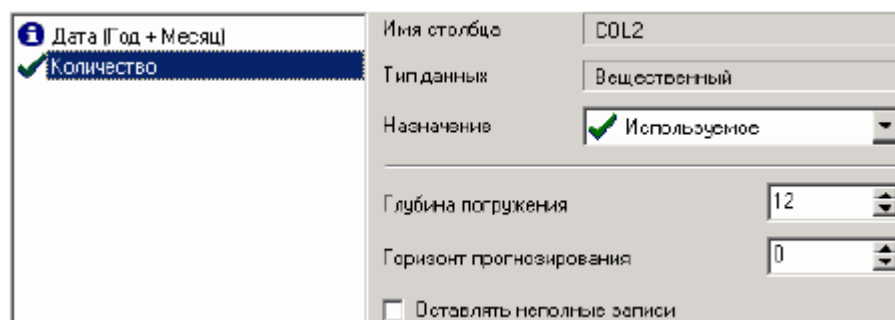 Дата (Год + Месяц)
Количество
Имя столбца COL2
Тип данных Вещественный
Назначение Используемое
Глубина погружения 12
Горизонт прогнозирования 0
Оставлять неполные записи